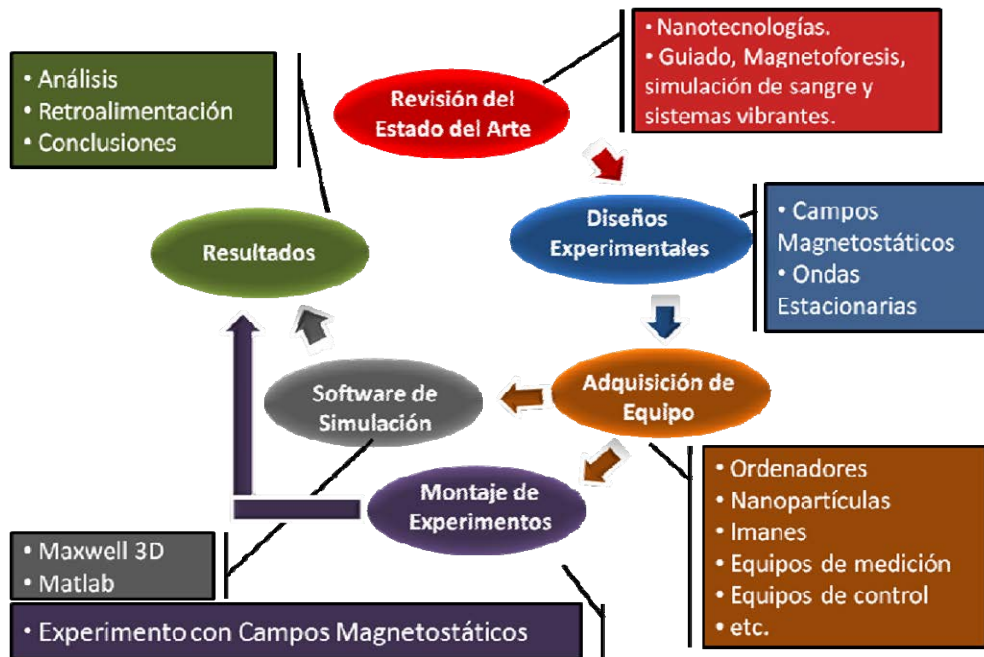 • Nanotecnologías.
• Guiado, Magnetoforesis,
simulación de sangre y
sistemas vibrantes.
Revisión del
Estado del Arte
• Análisis
• Retroalimentación
• Conclusiones
Diseños
Experimentales
• Campos
Magnetostáticos
• Ondas
Estacionarias
Resultados
Software de
Simulación
Adquisición de
Equipo
Montaje de
Experimentos
• Ordenadores
• Nanopartículas
• Imanes
• Equipos de medición
• Equipos de control
• etc.
• Maxwell 3D
• Matlab
• Experimento con Campos Magnetostáticos